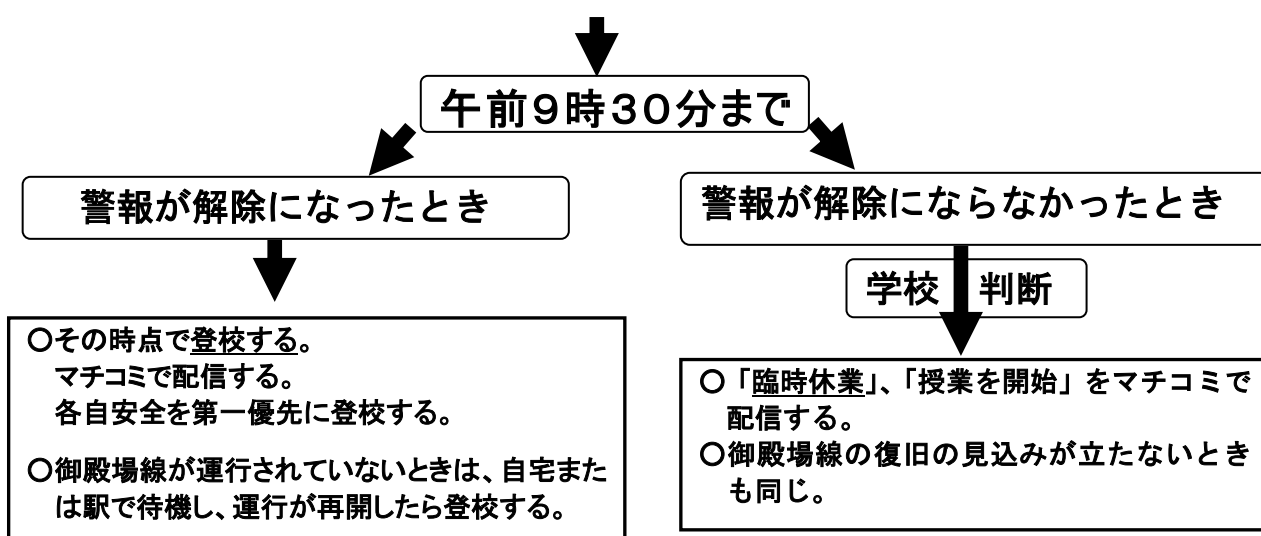 午前９時３０分まで
警報が解除になったとき
警報が解除にならなかったとき
学校 判断
○その時点で登校する。
マチコミで配信する。
各自安全を第一優先に登校する。
○御殿場線が運行されていないときは、自宅また
は駅で待機し、運行が再開したら登校する。
○「臨時休業」、「授業を開始」をマチコミで
配信する。
○御殿場線の復旧の見込みが立たないとき
も同じ。